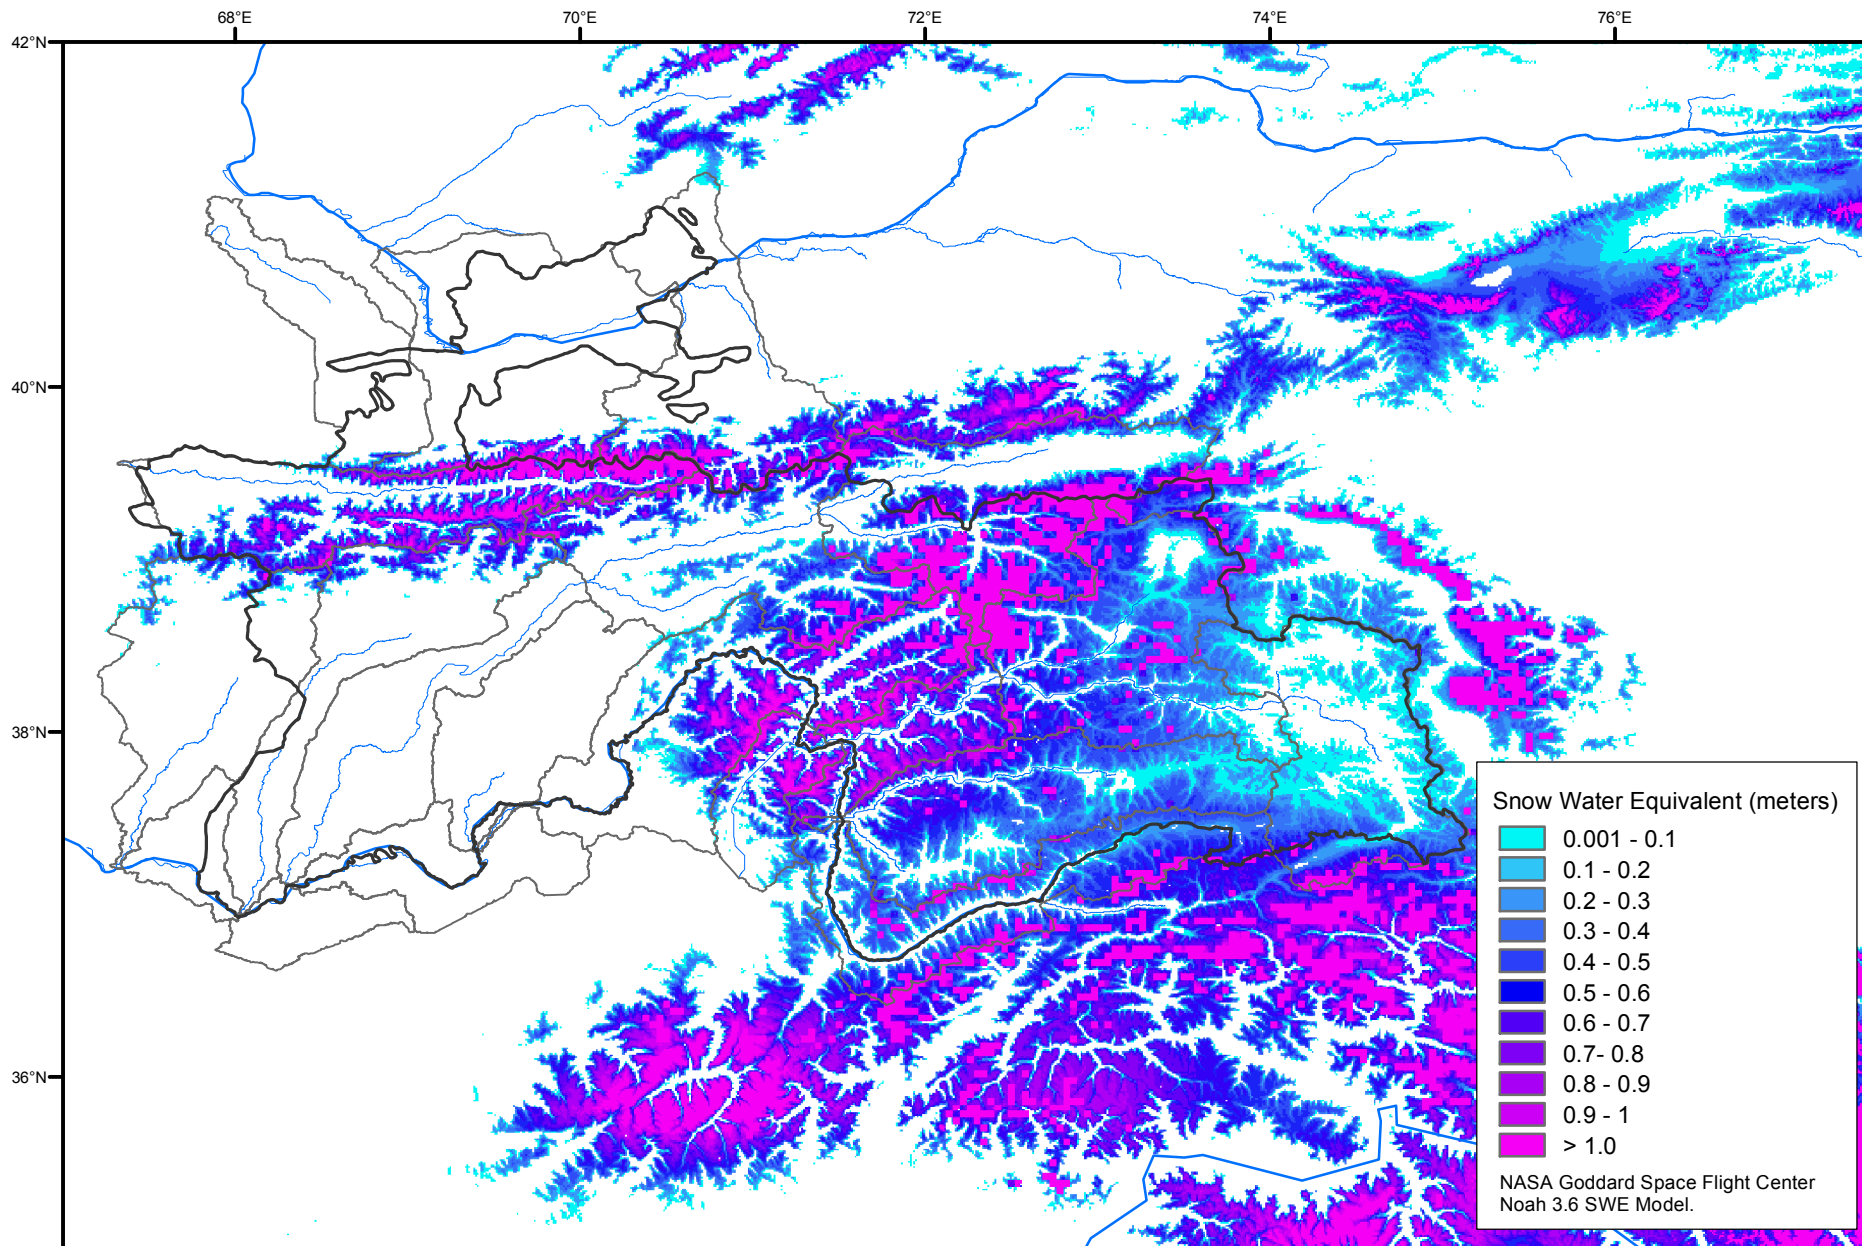 68°E
70°E
72°E
74°E
76°E
42°N
40°N
38°N
36°N
Snow Water Equivalent (meters)
0.001 - 0.1
0.1 - 0.2
0.2 - 0.3
0.3 - 0.4
0.4 - 0.5
0.5 - 0.6
0.6 - 0.7
0.7- 0.8
0.8 - 0.9
0.9 - 1
> 1.0
NASA Goddard Space Flight Center
Noah 3.6 SWE Model.